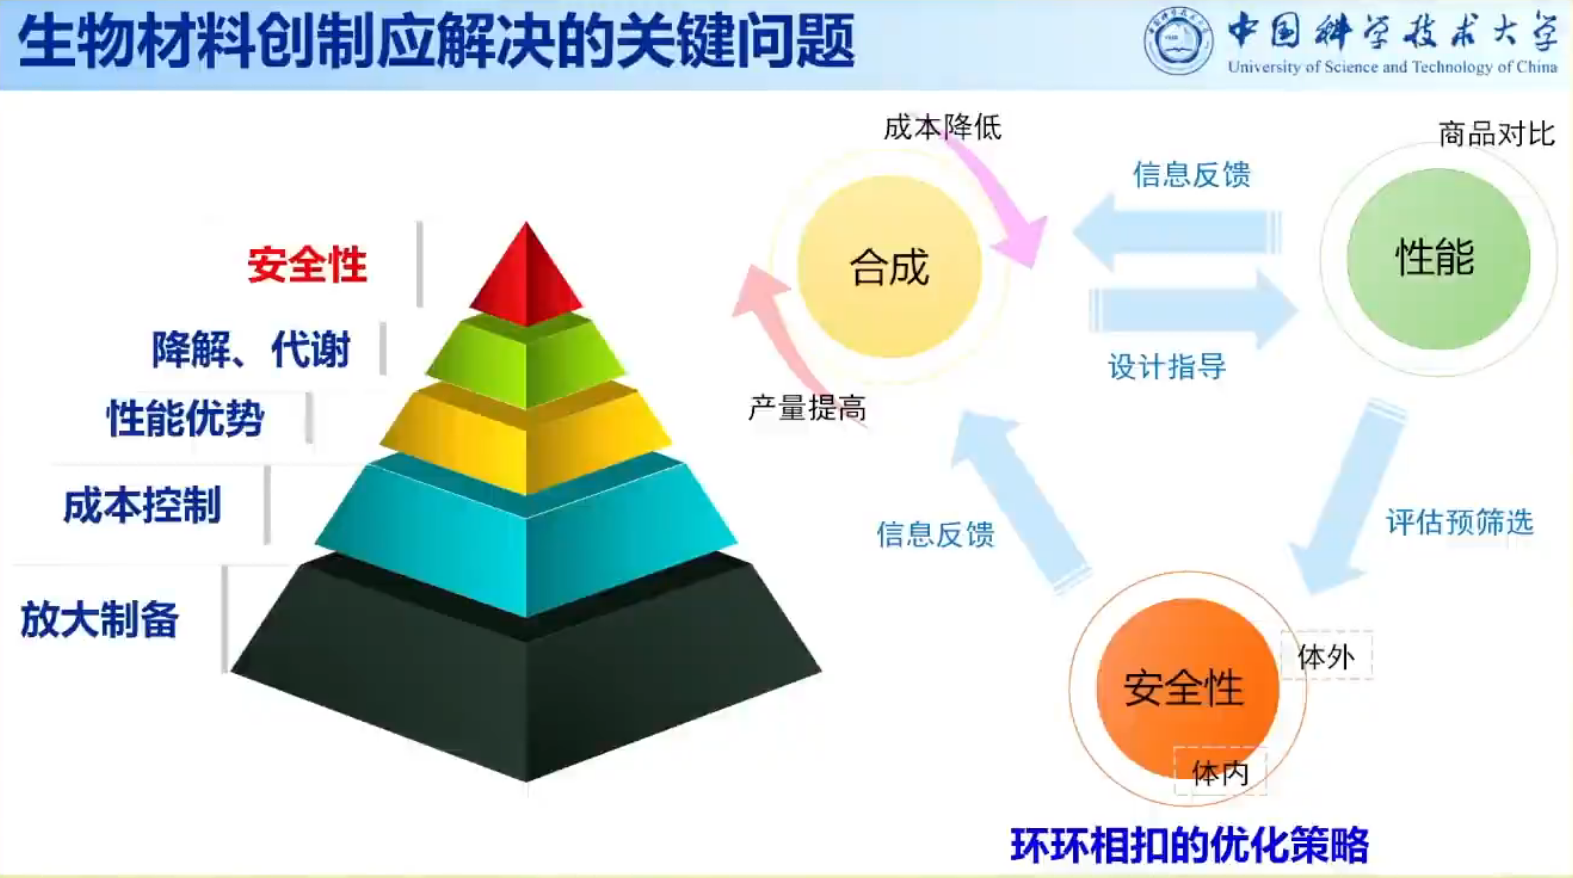 生物材料创制应解决的关键问题
中国科学技术大学
University of Science and Technology of China
安全性
降解、代谢
性能优势
成本控制
放大制备
成本降低
合成
产量提高
信息反馈
设计指导
商品对比
性能
评估预筛选
信息反馈
安全性
体外
体内
环环相扣的优化策略